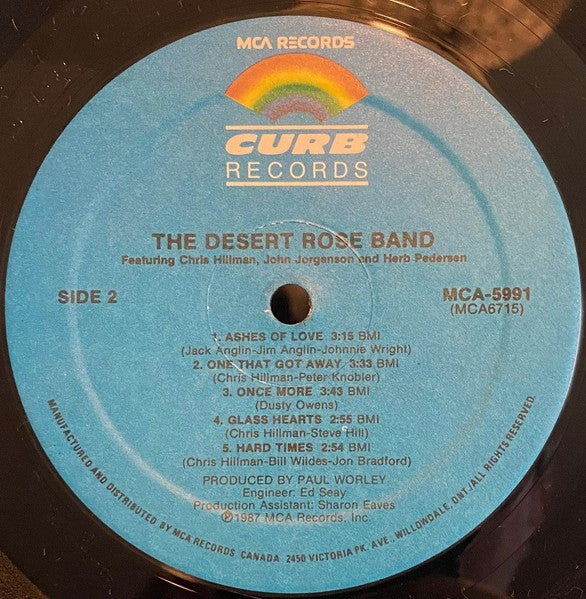 MCA RECORDS
CURB
RECORDS
THE DESERT ROSE BAND
Featuring Chris Hillman, John Jorgenson and Herb Pedersen
SIDE 2
MCA-5991
(MCA6715)
1. ASHES OF LOVE 3:15 BMI
(Jack Anglin-Jim Anglin-Johnnie Wright)
2. ONE THAT GOT AWAY 3:33 BMI
(Chris Hillman-Peter Knobler)
3. ONCE MORE 3:43 BMI
(Dusty Owens)
4. GLASS HEARTS 2:55 BMI
(Chris Hillman-Steve Hill)
5. HARD TIMES 2:54 BMI
(Chris Hillman-Bill Wildes-Jon Bradford)
PRODUCED BY PAUL WORLEY
Engineer: Ed Seay
Production Assistant: Sharon Eaves
℗1987 MCA Records, Inc.
MANUFACTURED AND DISTRIBUTED BY MCA RECORDS, CANADA, 2450 VICTORIA PK. AVE., WILLOWDALE, ONT./ALL RIGHTS RESERVED.